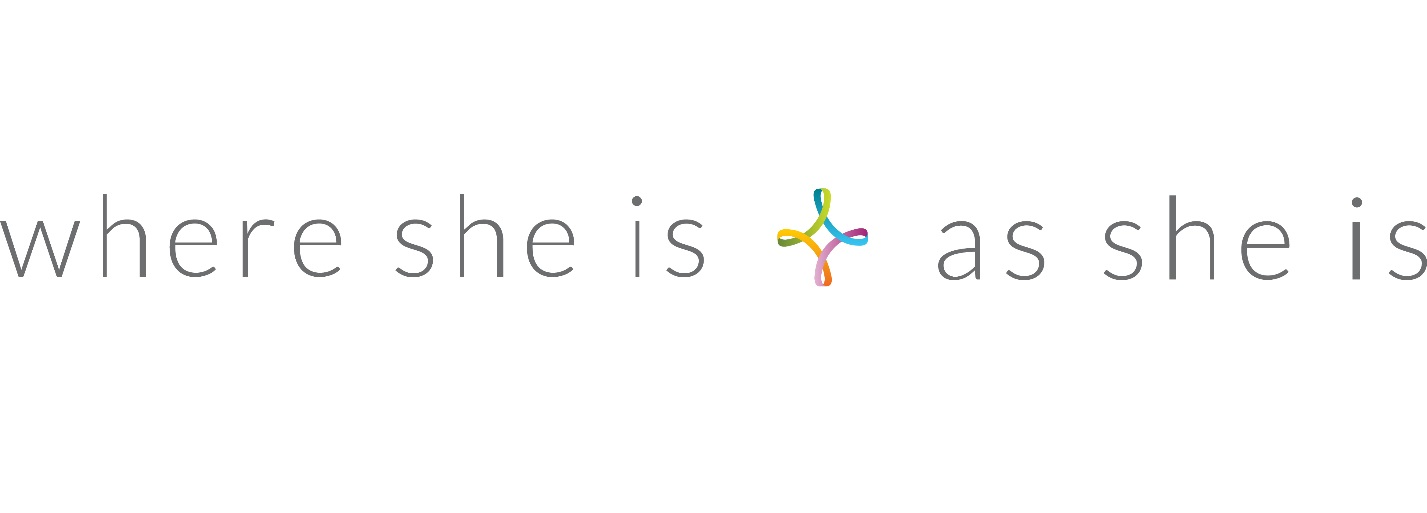 where she is as she is